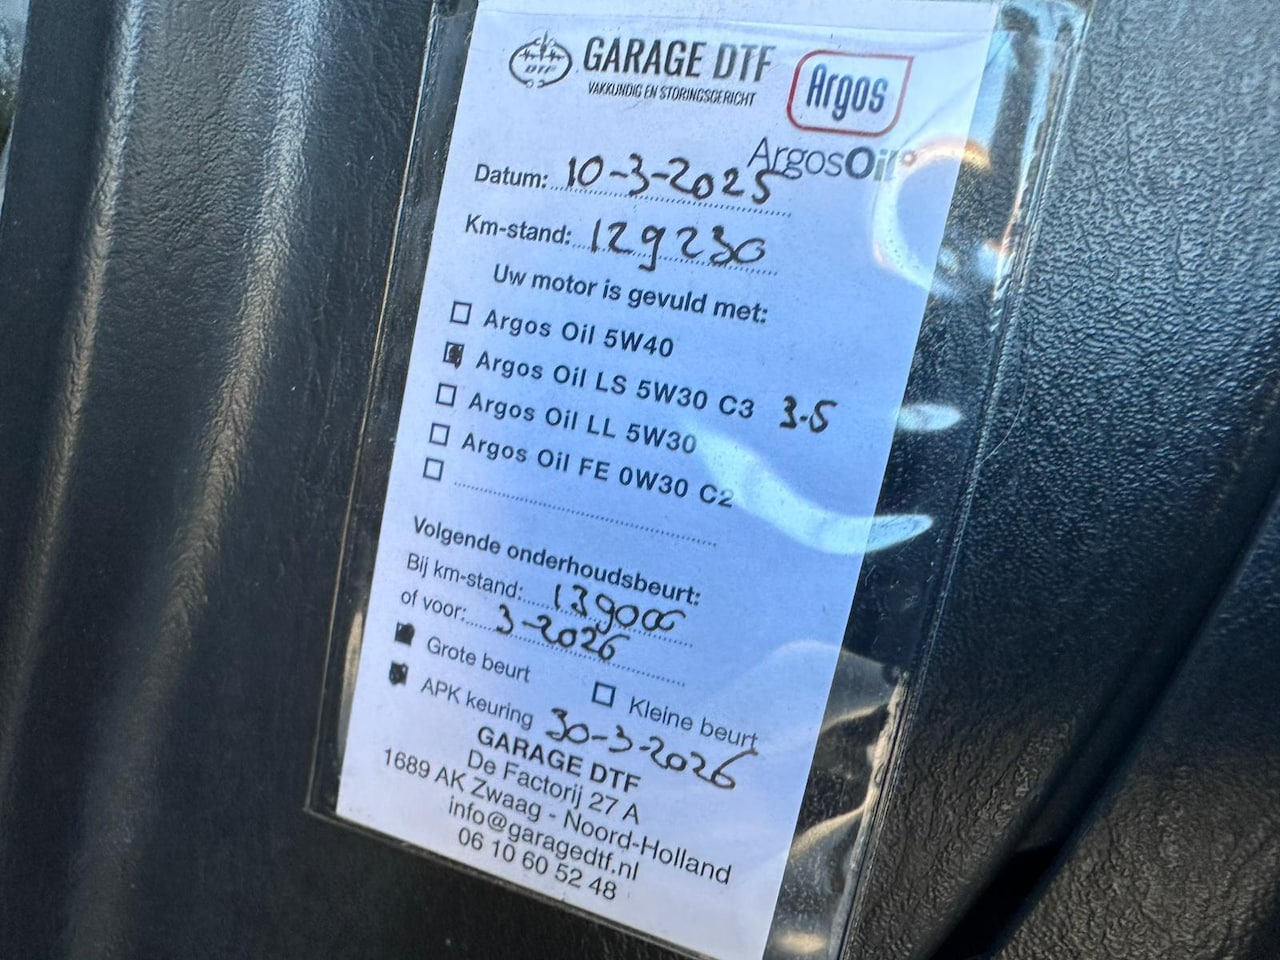 DTF
GARAGE DTF
VAKKUNDIG EN STORINGSGERICHT
Argos
ArgosOil
Datum: 10-3-2025
Km-stand: 129230
Uw motor is gevuld met:
Argos Oil 5W40
Argos Oil LS 5W30 C3 3-5
Argos Oil LL 5W30
Argos Oil FE 0W30 C2
Volgende onderhoudsbeurt:
Bij km-stand: 139000
of voor: 3-2026
Grote beurt Kleine beurt
APK keuring 30-3-2026
GARAGE DTF
De Factorij 27 A
1689 AK Zwaag - Noord-Holland
info@garagedtf.nl
06 10 60 52 48